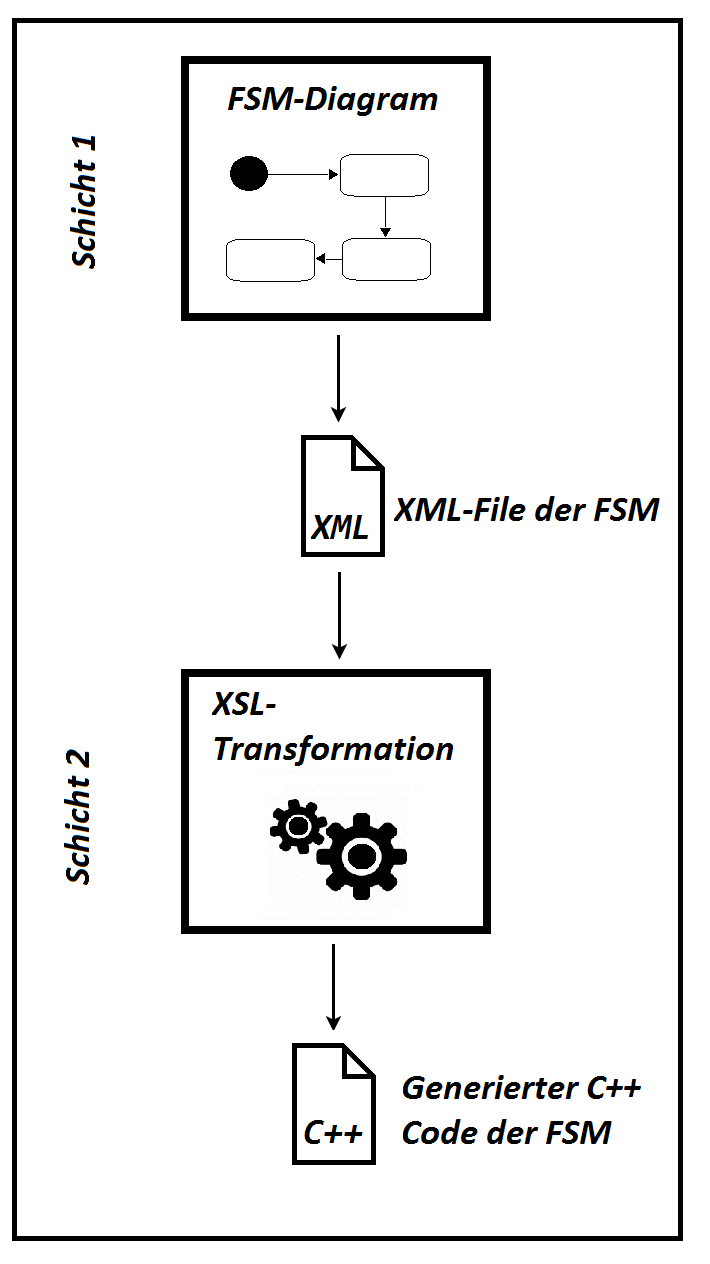 FSM-Diagram
Schicht 1
XML
XML-File der FSM
XSL-
Transformation
Schicht 2
C++
Generierter C++
Code der FSM